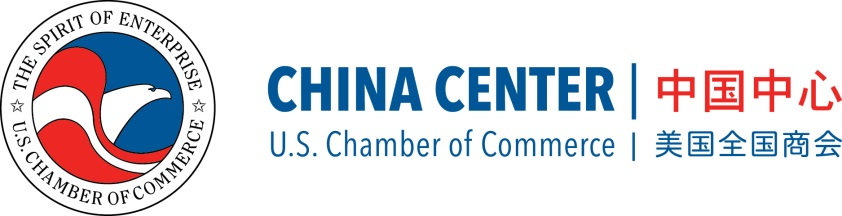 THE SPIRIT OF ENTERPRISE
U.S. CHAMBER OF COMMERCE
CHINA CENTER | 中国中心
U.S. Chamber of Commerce | 美国全国商会